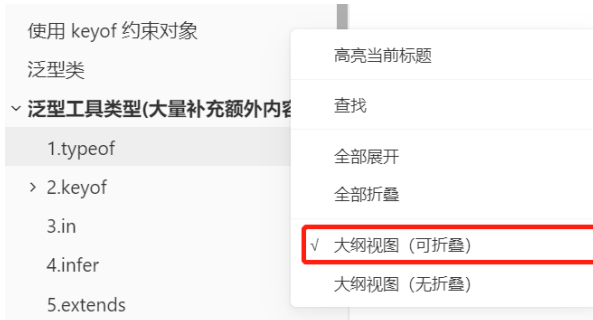 使用 keyof 约束对象
泛型类
泛型工具类型(大量补充额外内容
1.typeof
2.keyof
3.in
4.infer
5.extends
高亮当前标题
查找
全部展开
全部折叠
√ 大纲视图（可折叠）
大纲视图（无折叠）